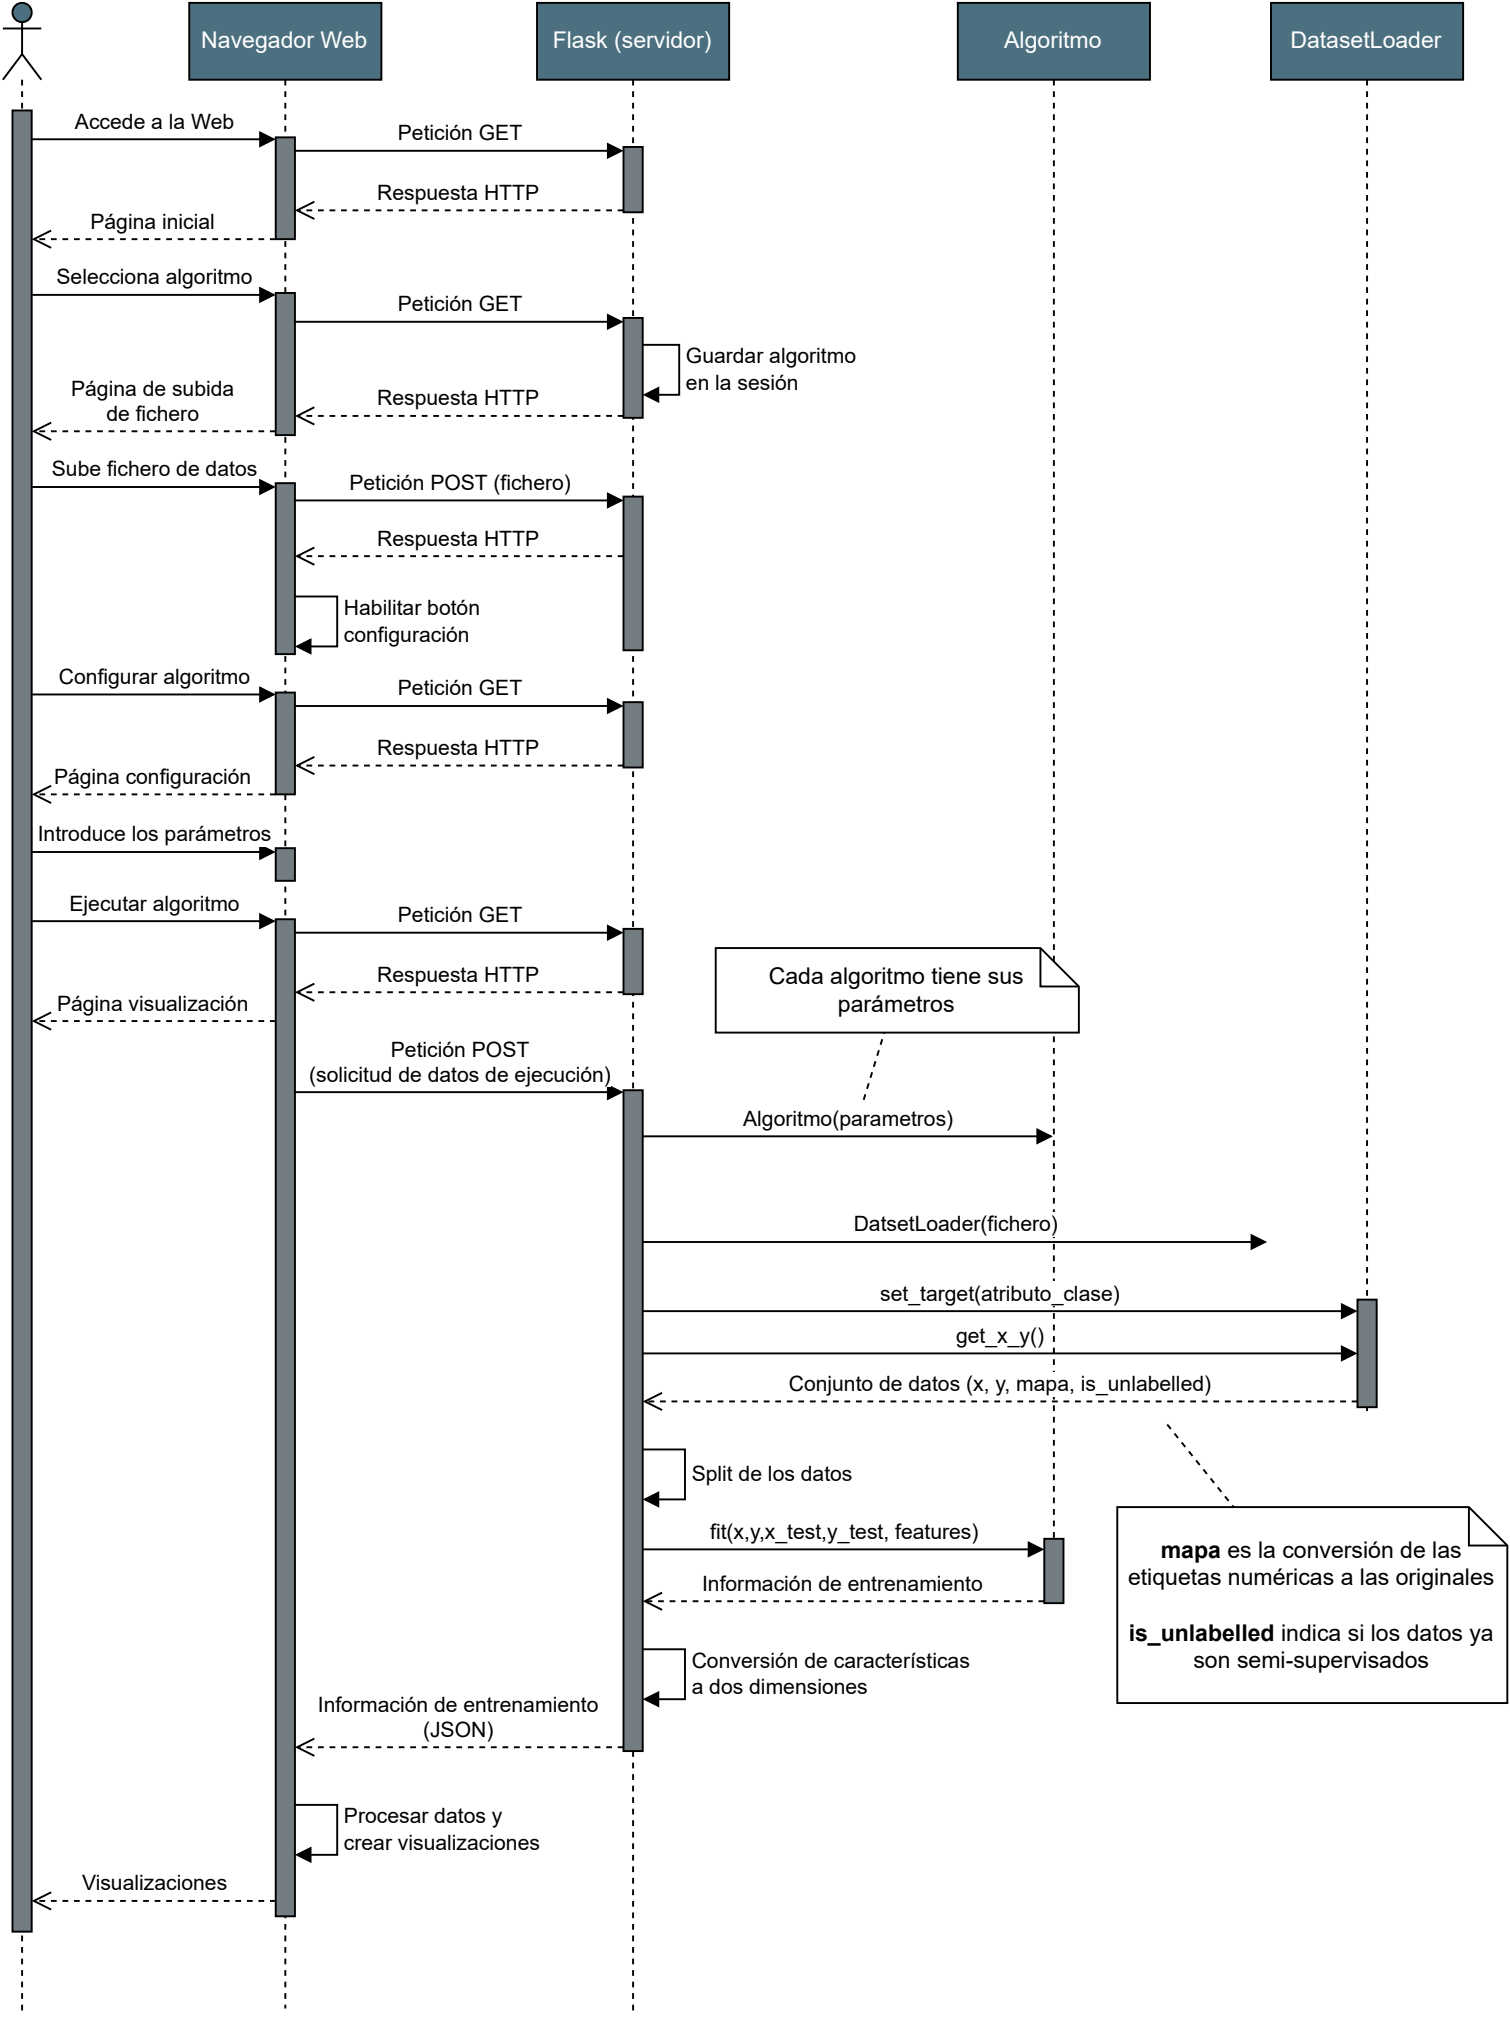 Navegador Web
Flask (servidor)
Algoritmo
DatasetLoader
Accede a la Web
Petición GET
Respuesta HTTP
Página inicial
Selecciona algoritmo
Petición GET
Guardar algoritmo
en la sesión
Respuesta HTTP
Página de subida
de fichero
Sube fichero de datos
Petición POST (fichero)
Respuesta HTTP
Habilitar botón
configuración
Configurar algoritmo
Petición GET
Respuesta HTTP
Página configuración
Introduce los parámetros
Ejecutar algoritmo
Petición GET
Respuesta HTTP
Cada algoritmo tiene sus
parámetros
Página visualización
Petición POST
(solicitud de datos de ejecución)
Algoritmo(parametros)
DatsetLoader(fichero)
set_target(atributo_clase)
get_x_y()
Conjunto de datos (x, y, mapa, is_unlabelled)
Split de los datos
fit(x,y,x_test,y_test, features)
mapa es la conversión de las
etiquetas numéricas a las originales
is_unlabelled indica si los datos ya
son semi-supervisados
Información de entrenamiento
Conversión de características
a dos dimensiones
Información de entrenamiento
(JSON)
Procesar datos y
crear visualizaciones
Visualizaciones